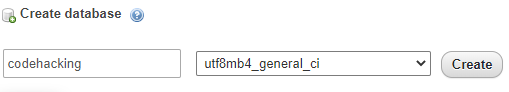 Create database
codehacking utf8mb4_general_ci Create